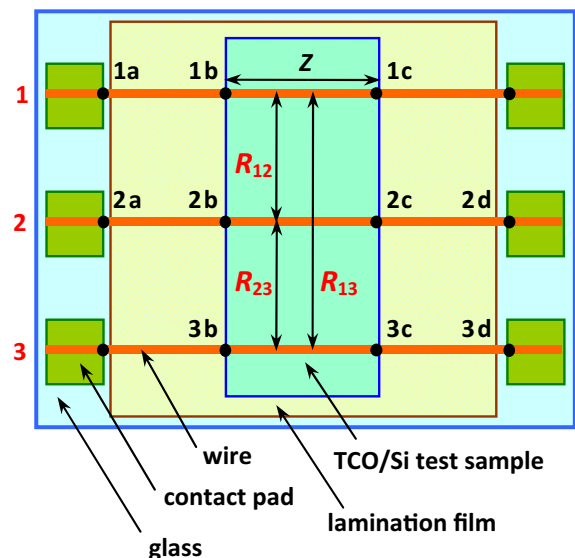 1a 1b Z 1c
1
R12
2a 2b 2c 2d
2
R23 R13
3b 3c 3d
3
wire
TCO/Si test sample
contact pad
lamination film
glass